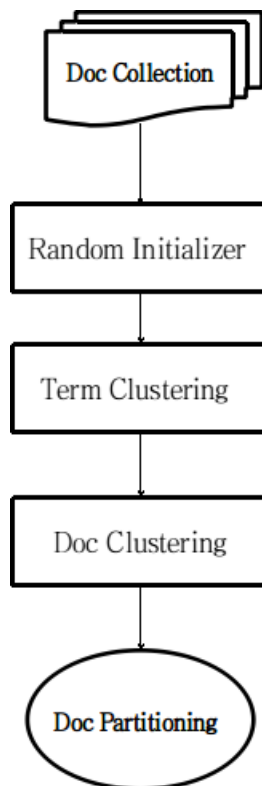 Doc Collection
Random Initializer
Term Clustering
Doc Clustering
Doc Partitioning